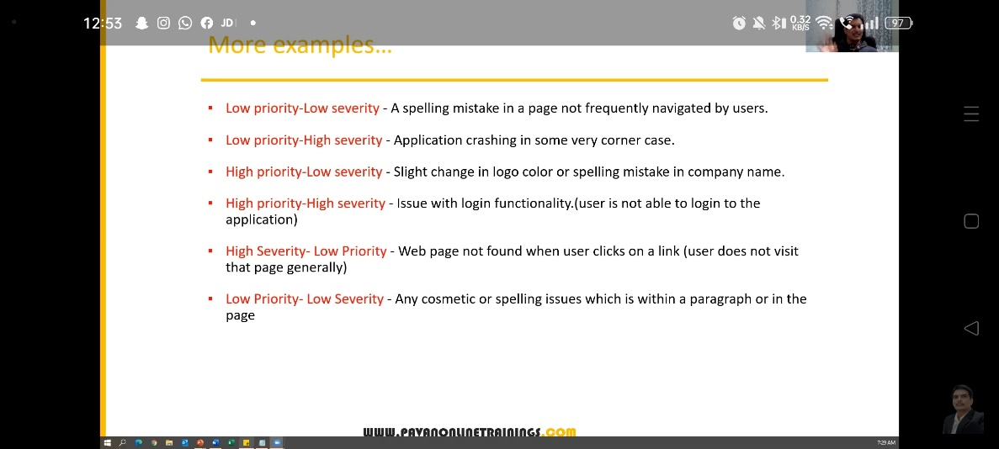 12:53 JD 0.32 KB/S 97
More examples...
▪ Low priority-Low severity - A spelling mistake in a page not frequently navigated by users.
▪ Low priority-High severity - Application crashing in some very corner case.
▪ High priority-Low severity - Slight change in logo color or spelling mistake in company name.
▪ High priority-High severity - Issue with login functionality.(user is not able to login to the
application)
▪ High Severity- Low Priority - Web page not found when user clicks on a link (user does not visit
that page generally)
▪ Low Priority- Low Severity - Any cosmetic or spelling issues which is within a paragraph or in the
page
WWW.PAVANONLINETRAININGS.COM
7:29 AM